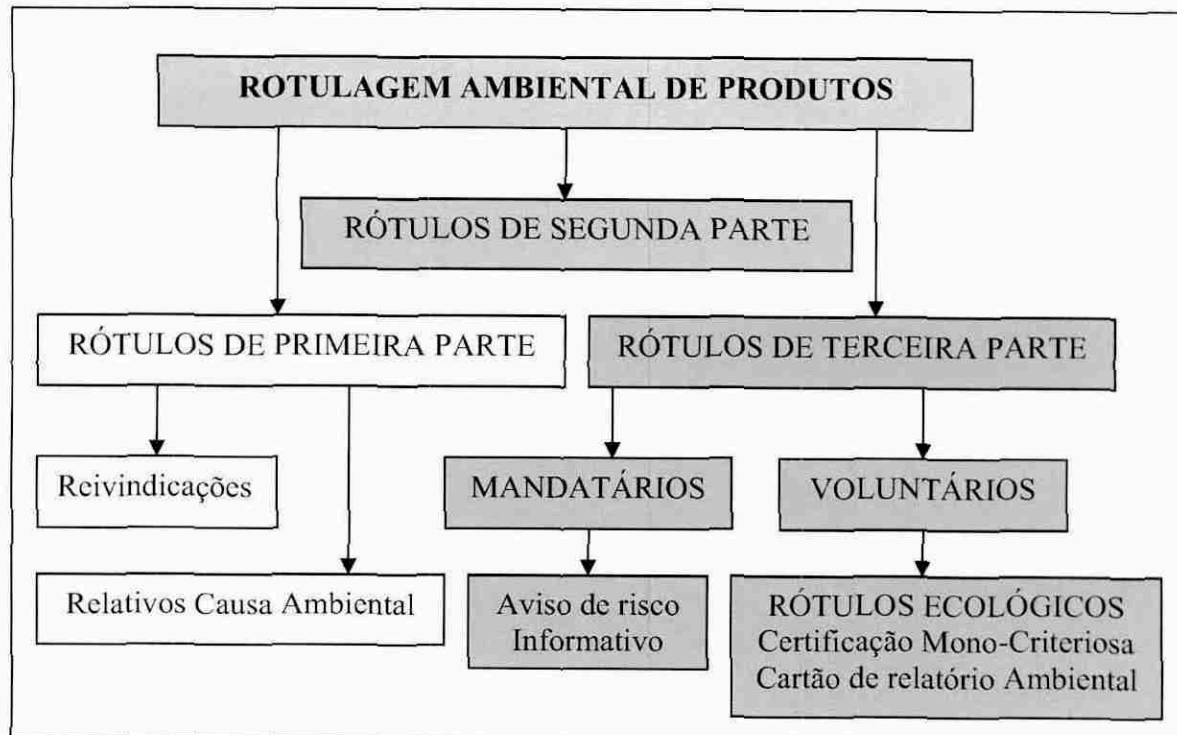 ROTULAGEM AMBIENTAL DE PRODUTOS
RÓTULOS DE SEGUNDA PARTE
RÓTULOS DE PRIMEIRA PARTE
RÓTULOS DE TERCEIRA PARTE
Reivindicações
MANDATÁRIOS
VOLUNTÁRIOS
Relativos Causa Ambiental
Aviso de risco
Informativo
RÓTULOS ECOLÓGICOS
Certificação Mono-Criteriosa
Cartão de relatório Ambiental